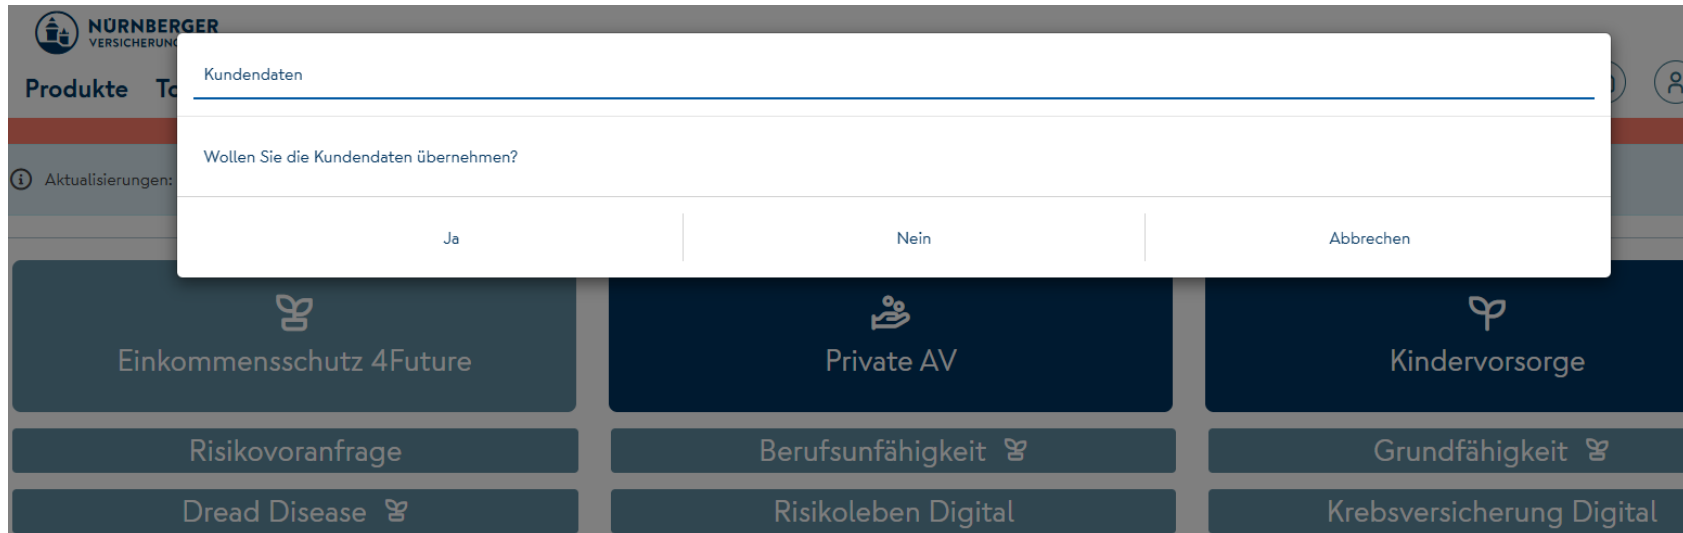 NÜRNBERGER
VERSICHERUNG
Kundendaten
Produkte
Wollen Sie die Kundendaten übernehmen?
Aktualisierungen:
Ja Nein Abbrechen
Einkommensschutz 4Future Private AV Kindervorsorge
Risikovoranfrage Berufsunfähigkeit Grundfähigkeit
Dread Disease Risikoleben Digital Krebsversicherung Digital